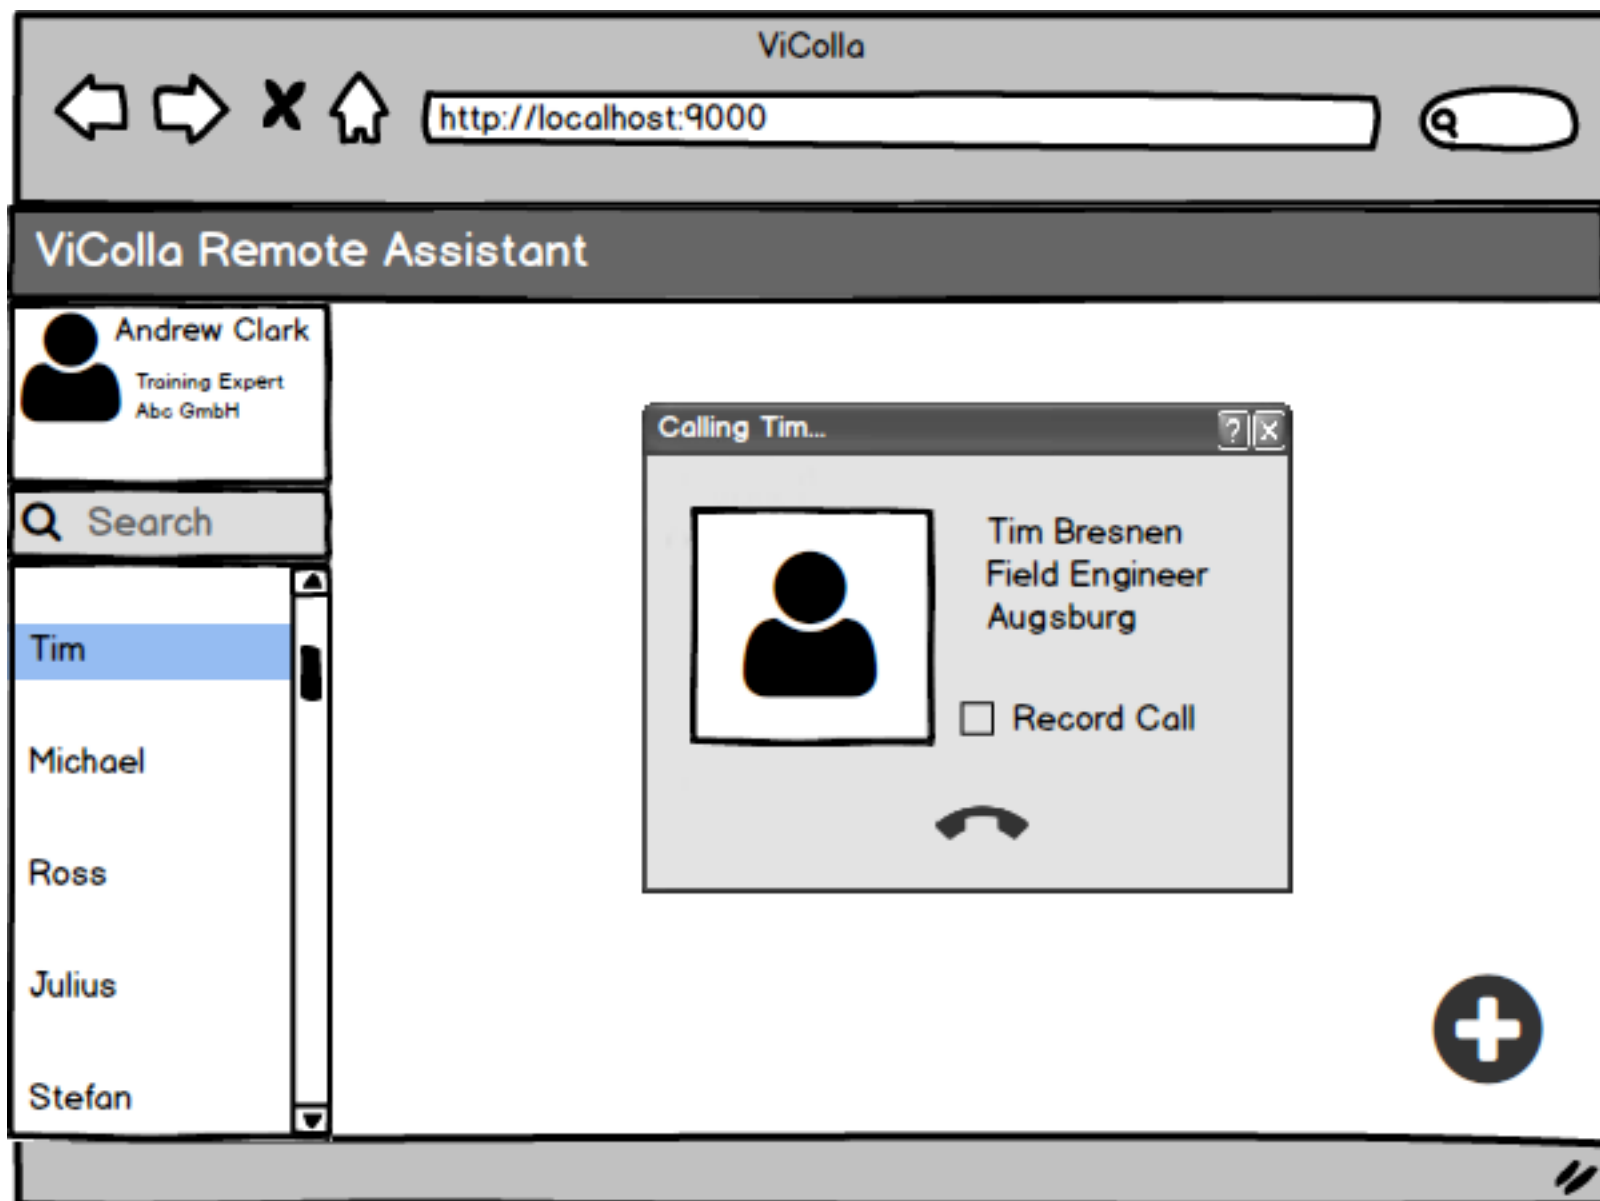 ViColla
http://localhost:9000
ViColla Remote Assistant
Andrew Clark
Training Expert
Abc GmbH
Search
Tim
Michael
Ross
Julius
Stefan
Calling Tim...
?
Tim Bresnen
Field Engineer
Augsburg
Record Call